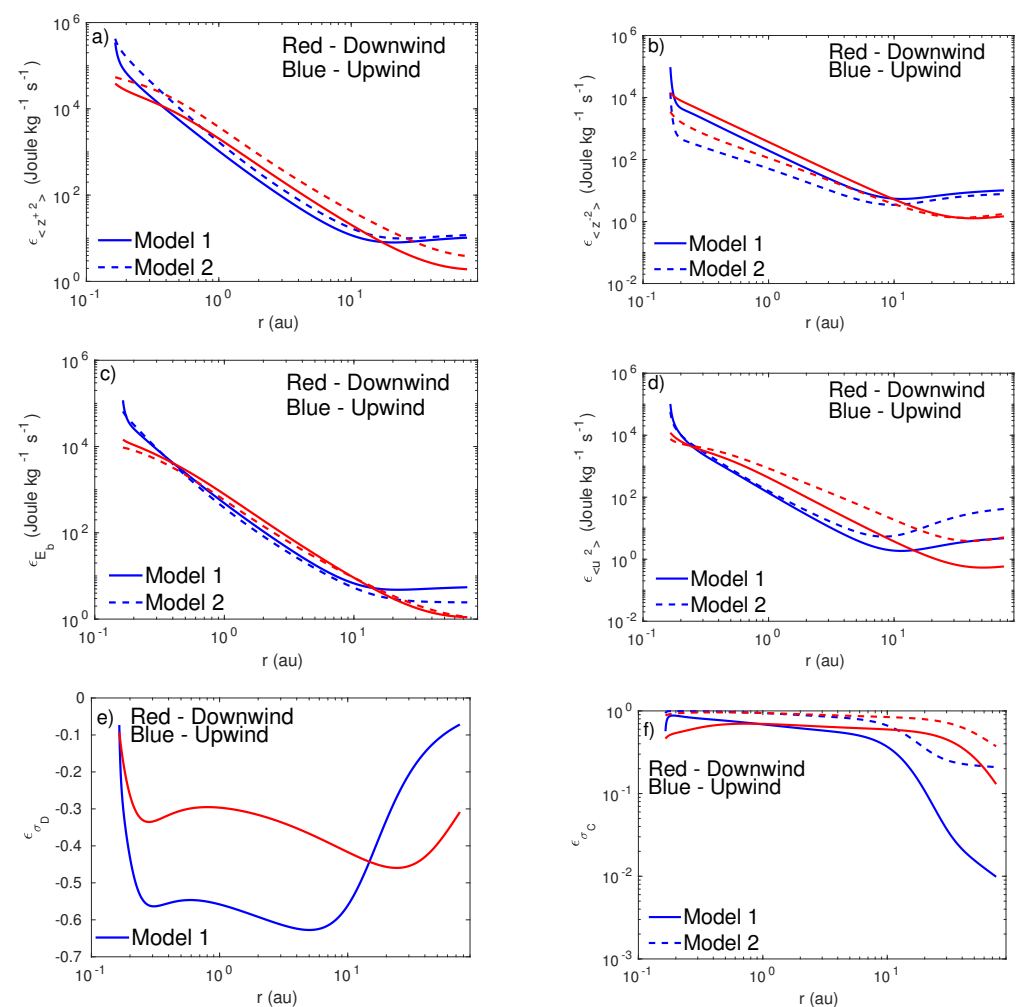 a)
Red - Downwind
Blue - Upwind
ε<z+2> (Joule kg-1 s-1)
10^6
10^4
10^2
10^0
Model 1
Model 2
10^-1
10^0
10^1
r (au)
b)
Red - Downwind
Blue - Upwind
ε<z-2> (Joule kg-1 s-1)
10^6
10^4
10^2
10^0
10^-2
Model 1
Model 2
10^-1
10^0
10^1
r (au)
c)
Red - Downwind
Blue - Upwind
εE_b (Joule kg-1 s-1)
10^6
10^4
10^2
10^0
Model 1
Model 2
10^-1
10^0
10^1
r (au)
d)
Red - Downwind
Blue - Upwind
ε<u2> (Joule kg-1 s-1)
10^6
10^4
10^2
10^0
10^-2
Model 1
Model 2
10^-1
10^0
10^1
r (au)
e)
Red - Downwind
Blue - Upwind
εσ_D
0
-0.1
-0.2
-0.3
-0.4
-0.5
-0.6
-0.7
Model 1
10^-1
10^0
10^1
r (au)
f)
Red - Downwind
Blue - Upwind
εσ_C
10^0
10^-1
10^-2
10^-3
Model 1
Model 2
10^-1
10^0
10^1
r (au)